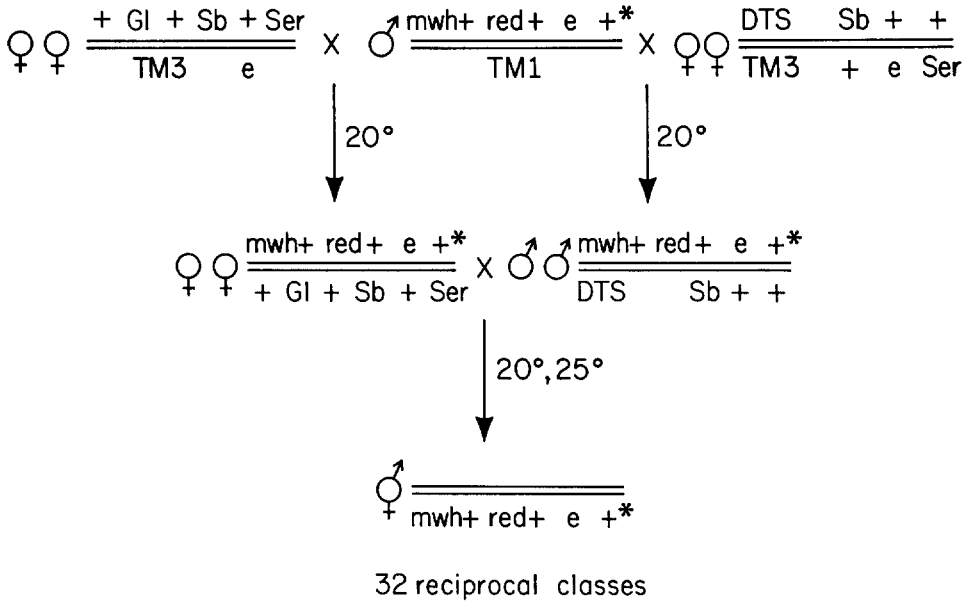 + Gl + Sb + Ser X mwh+ red+ e +* X DTS Sb + +
TM3 e TM1 TM3 + e Ser
20° 20°
mwh+ red+ e +* X mwh+ red+ e +*
+ Gl + Sb + Ser DTS Sb + +
20°, 25°
mwh+ red+ e +*
32 reciprocal classes